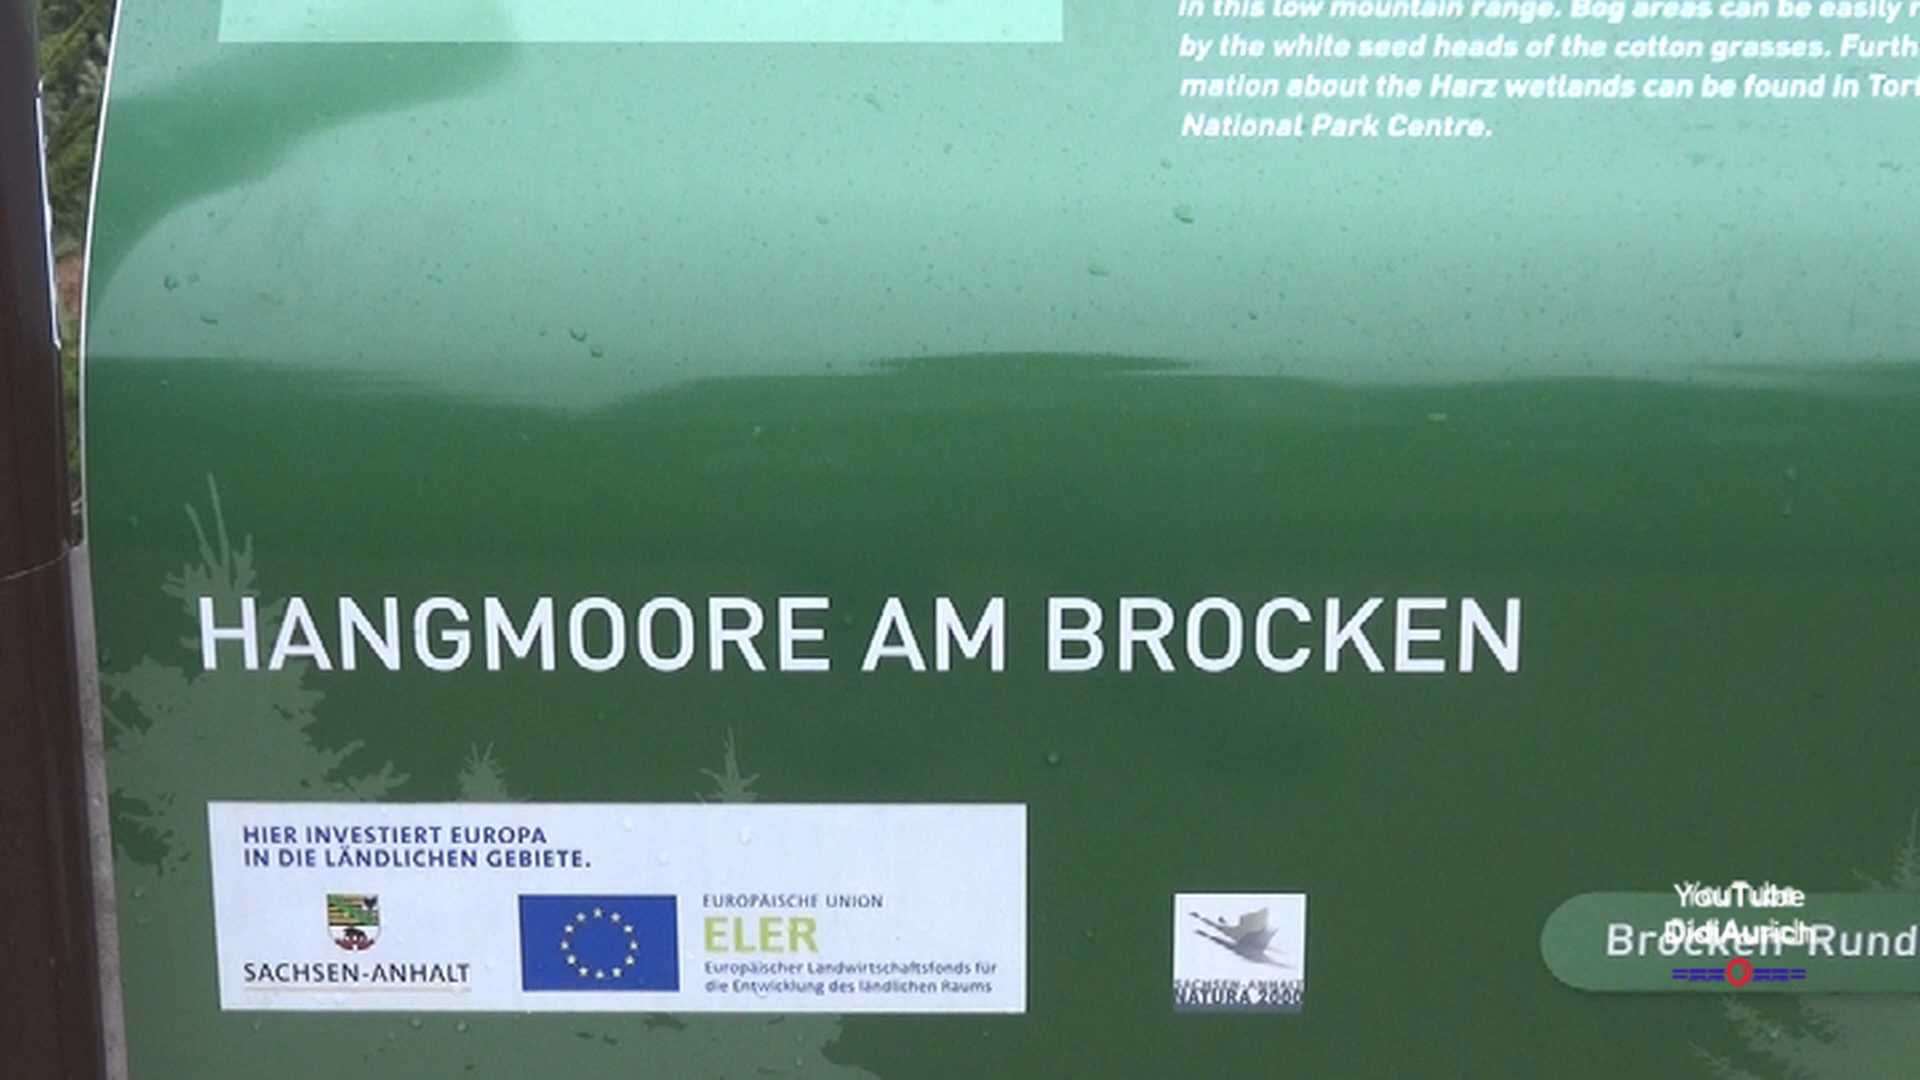 in this low mountain range. Bog areas can be easily
by the white seed heads of the cotton grasses. Furth
mation about the Harz wetlands can be found in Tort
National Park Centre.
HANGMOORE AM BROCKEN
HIER INVESTIERT EUROPA
IN DIE LÄNDLICHEN GEBIETE.
SACHSEN-ANHALT
EUROPÄISCHE UNION
ELER
Europäischer Landwirtschaftsfonds für
die Entwicklung des ländlichen Raums
SACHSEN-ANHALT
NATURA 2000
Brocken-Rund
YouTube
DidiAurich